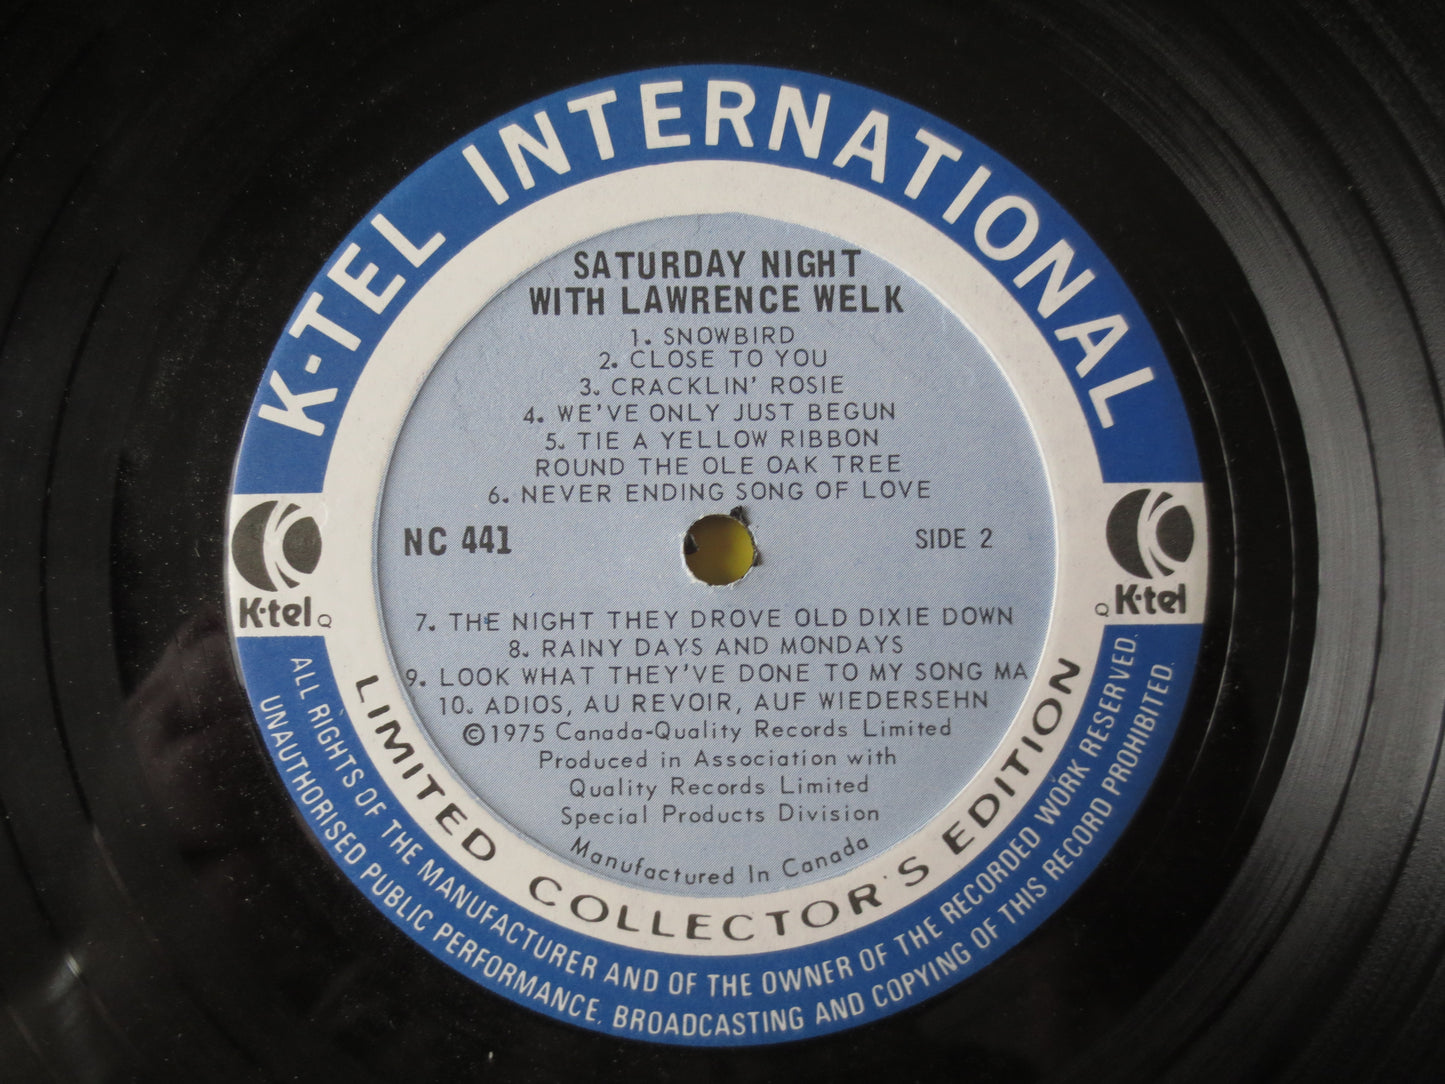 K-TEL INTERNATIONAL
SATURDAY NIGHT
WITH LAWRENCE WELK
1. SNOWBIRD
2. CLOSE TO YOU
3. CRACKLIN' ROSIE
4. WE'VE ONLY JUST BEGUN
5. TIE A YELLOW RIBBON
ROUND THE OLE OAK TREE
6. NEVER ENDING SONG OF LOVE
NC 441
SIDE 2
K-tel Q
Q K-tel
7. THE NIGHT THEY DROVE OLD DIXIE DOWN
8. RAINY DAYS AND MONDAYS
9. LOOK WHAT THEY'VE DONE TO MY SONG MA
10. ADIOS, AU REVOIR, AUF WIEDERSEHN
©1975 Canada-Quality Records Limited
Produced in Association with
Quality Records Limited
Special Products Division
Manufactured In Canada
LIMITED COLLECTOR'S EDITION
ALL RIGHTS OF THE MANUFACTURER AND OF THE OWNER OF THE RECORDED WORK RESERVED.
UNAUTHORISED PUBLIC PERFORMANCE, BROADCASTING AND COPYING OF THIS RECORD PROHIBITED.